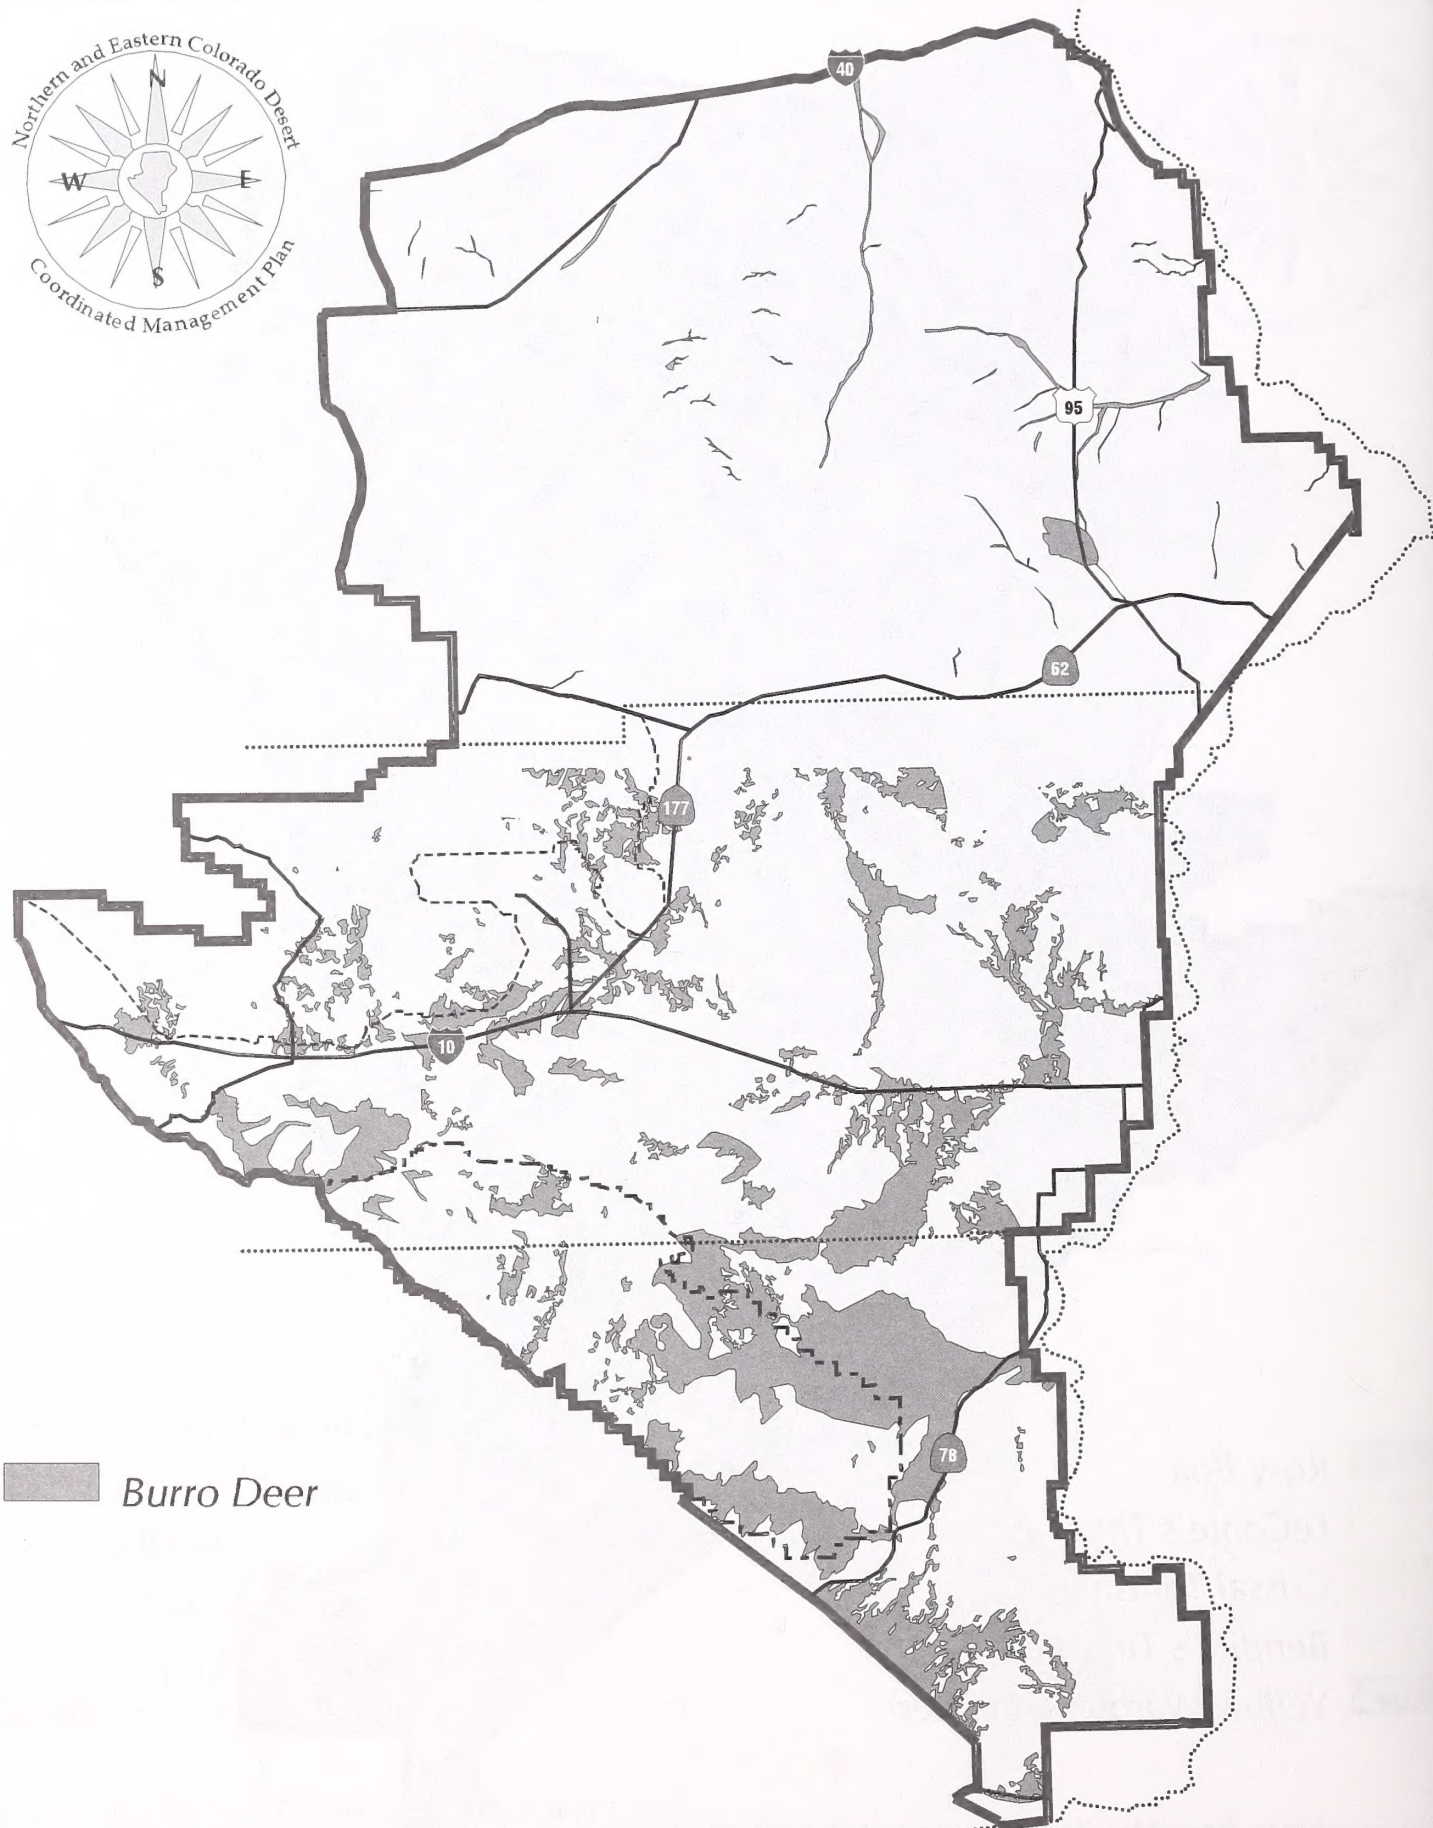 Northern and Eastern Colorado Desert
N
W
E
S
Coordinated Management Plan
40
95
62
177
10
78
Burro Deer